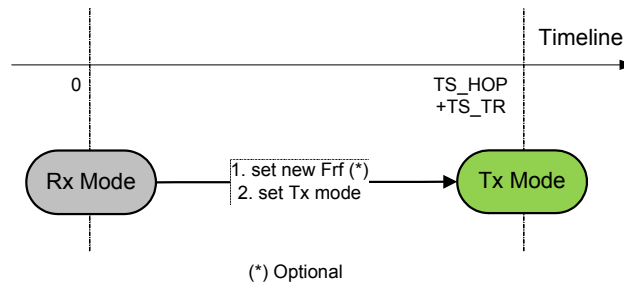 Timeline
0
TS_HOP
+TS_TR
Rx Mode
1. set new Frf (*)
2. set Tx mode
Tx Mode
(*) Optional